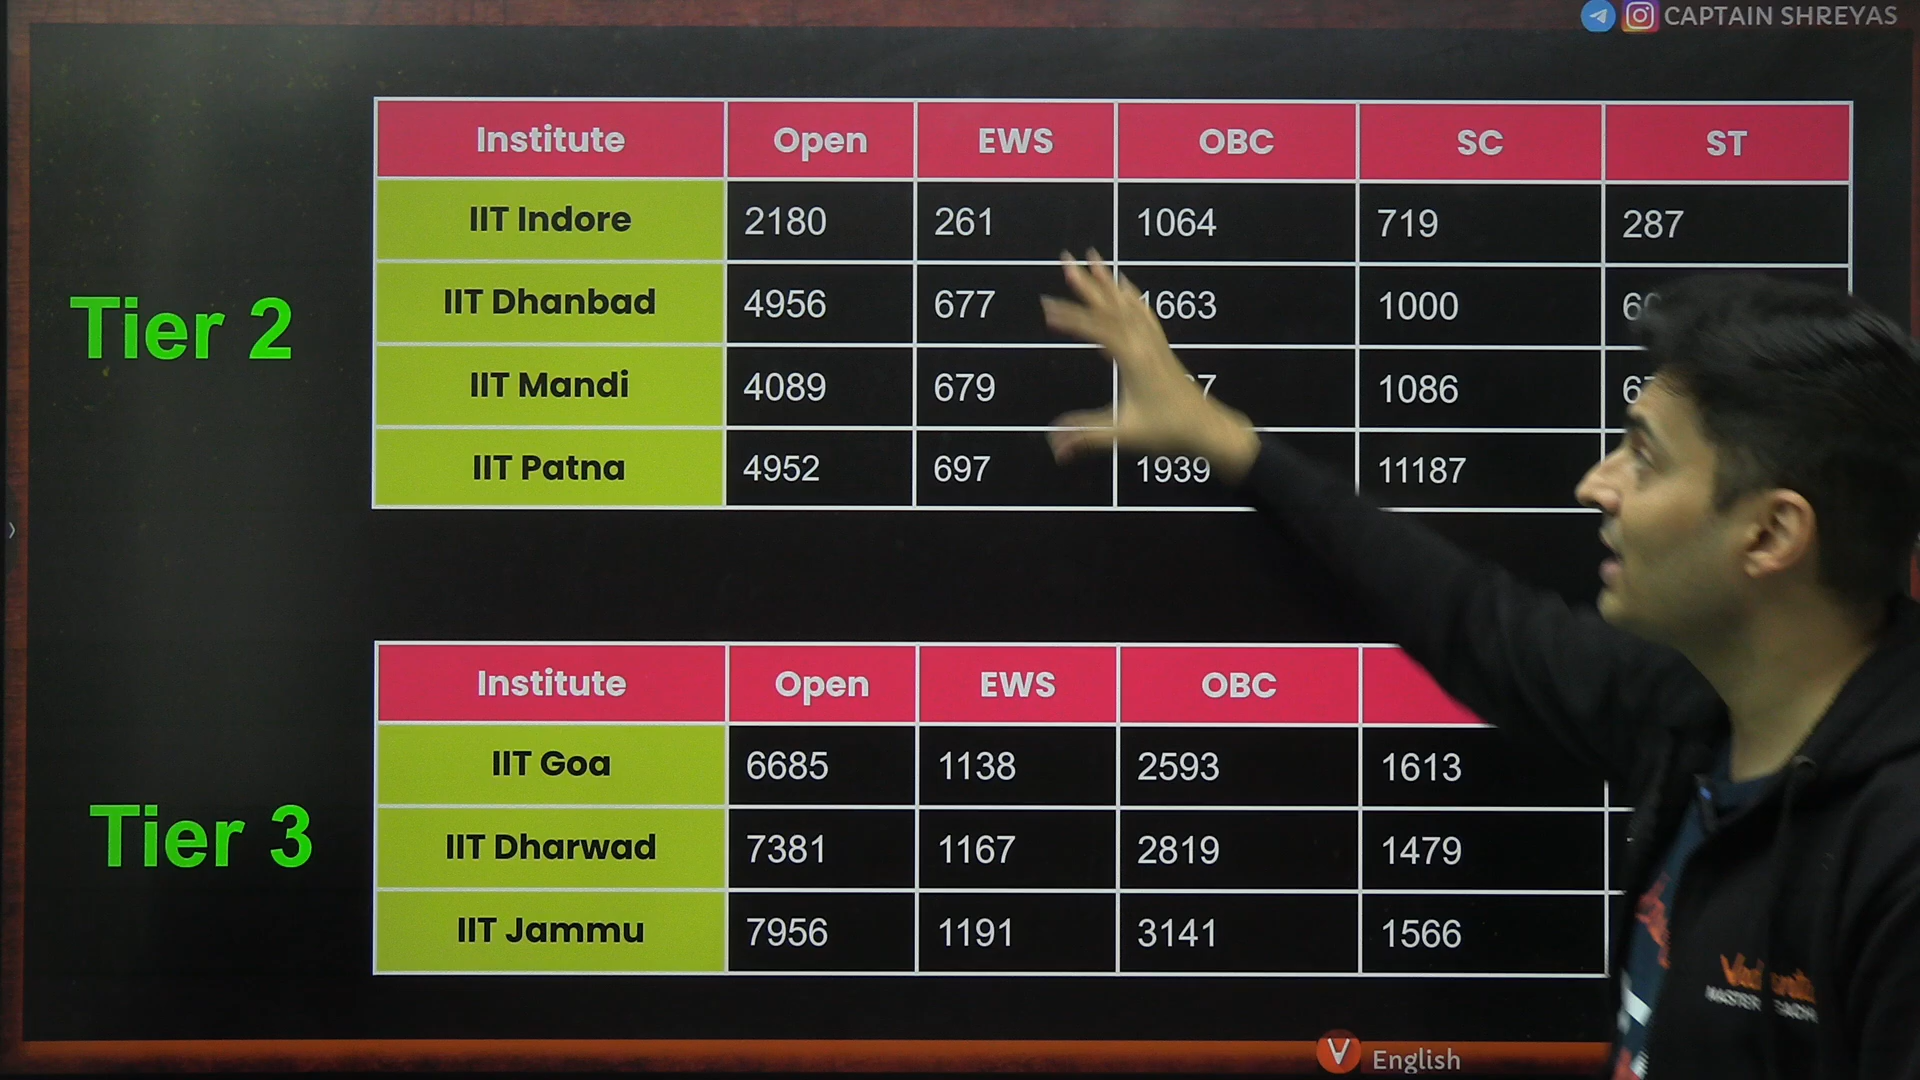 CAPTAIN SHREYAS
Institute Open EWS OBC SC ST
IIT Indore 2180 261 1064 719 287
IIT Dhanbad 4956 677 1663 1000
Tier 2
IIT Mandi 4089 679 1086
IIT Patna 4952 697 1939 11187
Institute Open EWS OBC
IIT Goa 6685 1138 2593 1613
Tier 3
IIT Dharwad 7381 1167 2819 1479
IIT Jammu 7956 1191 3141 1566
English